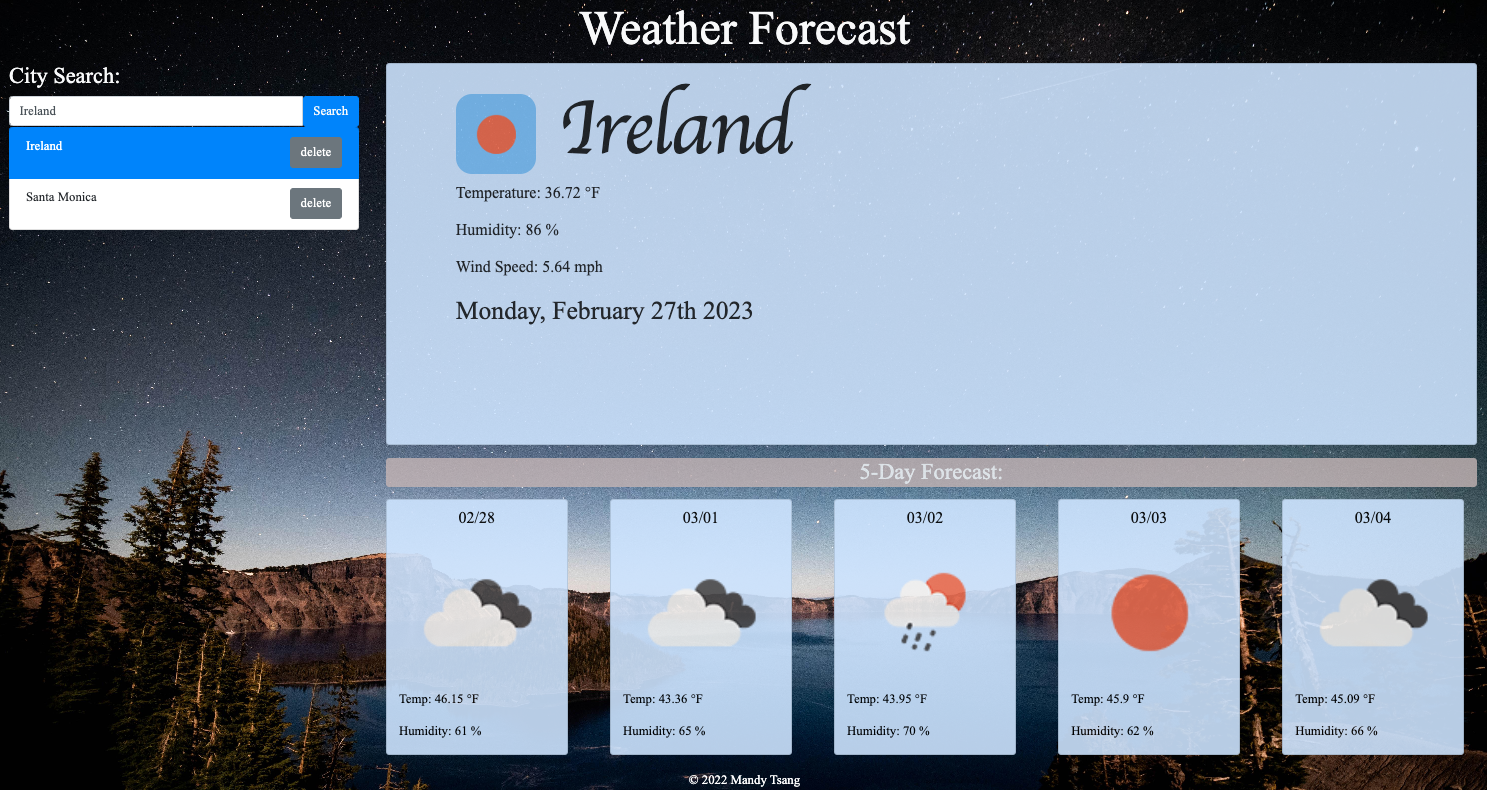 Weather Forecast
City Search:
Ireland
Search
Ireland
delete
Santa Monica
delete
Ireland
Temperature: 36.72 °F
Humidity: 86 %
Wind Speed: 5.64 mph
Monday, February 27th 2023
5-Day Forecast:
02/28
Temp: 46.15 °F
Humidity: 61 %
03/01
Temp: 43.36 °F
Humidity: 65 %
03/02
Temp: 43.95 °F
Humidity: 70 %
03/03
Temp: 45.9 °F
Humidity: 62 %
03/04
Temp: 45.09 °F
Humidity: 66 %
© 2022 Mandy Tsang